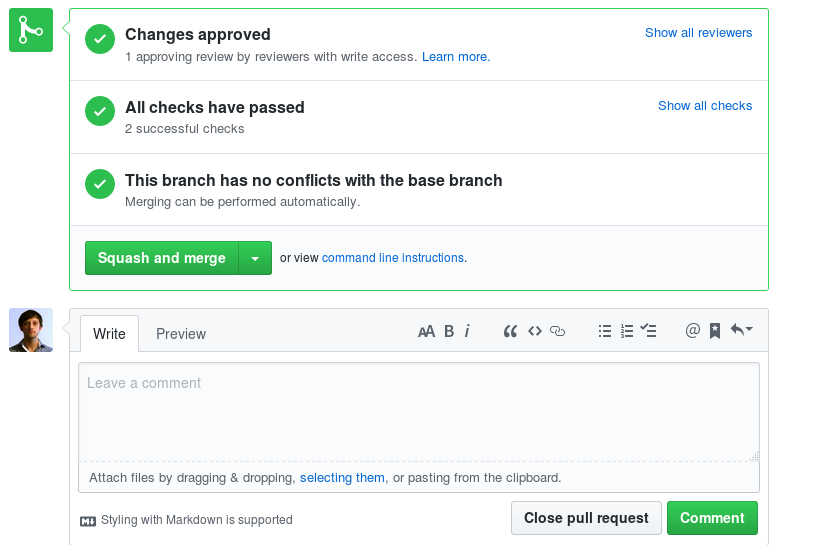 Changes approved
Show all reviewers
1 approving review by reviewers with write access. Learn more.
All checks have passed
Show all checks
2 successful checks
This branch has no conflicts with the base branch
Merging can be performed automatically.
Squash and merge
or view command line instructions.
Write
Preview
AA B i
@
Leave a comment
Attach files by dragging & dropping, selecting them, or pasting from the clipboard.
Styling with Markdown is supported
Close pull request
Comment